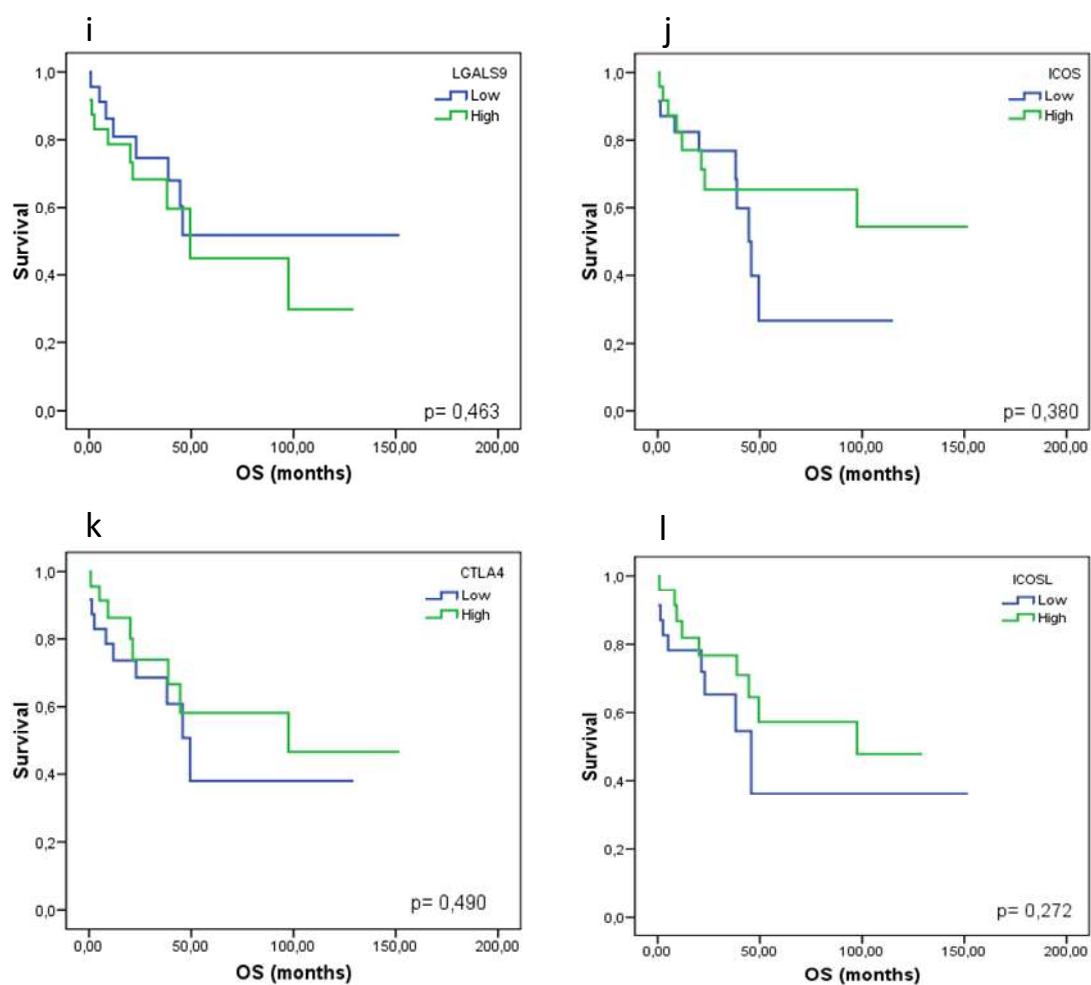 i
LGALS9
Low
High
1,0
0,8
0,6
0,4
0,2
0,0
Survival
p= 0,463
0,00 50,00 100,00 150,00 200,00
OS (months)
j
ICOS
Low
High
1,0
0,8
0,6
0,4
0,2
0,0
Survival
p= 0,380
0,00 50,00 100,00 150,00 200,00
OS (months)
k
CTLA4
Low
High
1,0
0,8
0,6
0,4
0,2
0,0
Survival
p= 0,490
0,00 50,00 100,00 150,00 200,00
OS (months)
l
ICOSL
Low
High
1,0
0,8
0,6
0,4
0,2
0,0
Survival
p= 0,272
0,00 50,00 100,00 150,00 200,00
OS (months)